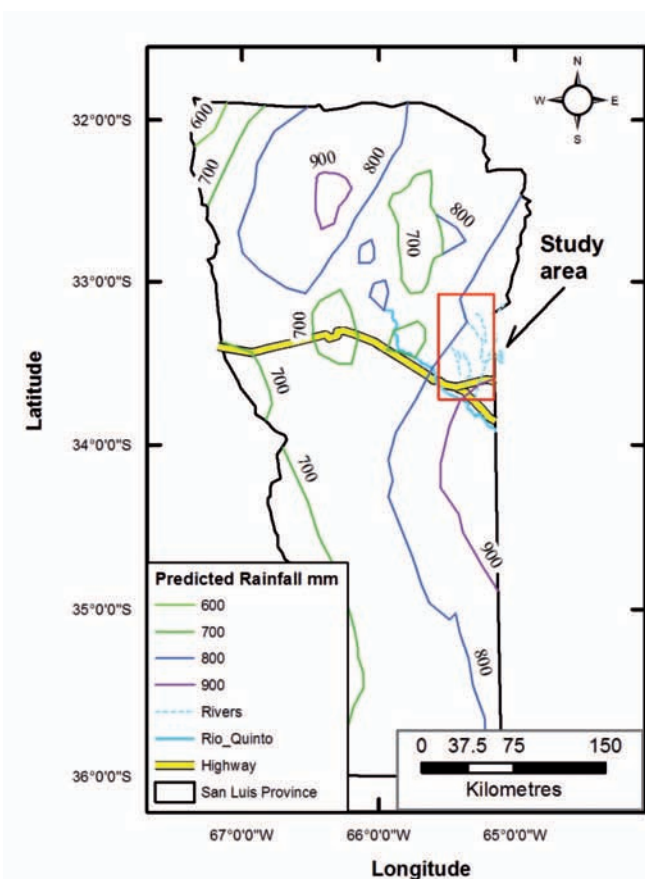 N
W E
S
32°0'0"S
33°0'0"S
34°0'0"S
35°0'0"S
36°0'0"S
Latitude
600
700
900
800
700
800
Study
area
700
700
700
900
800
Predicted Rainfall mm
600
700
800
900
Rivers
Rio_Quinto
Highway
San Luis Province
0 37.5 75 150
Kilometres
67°0'0"W 66°0'0"W 65°0'0"W
Longitude